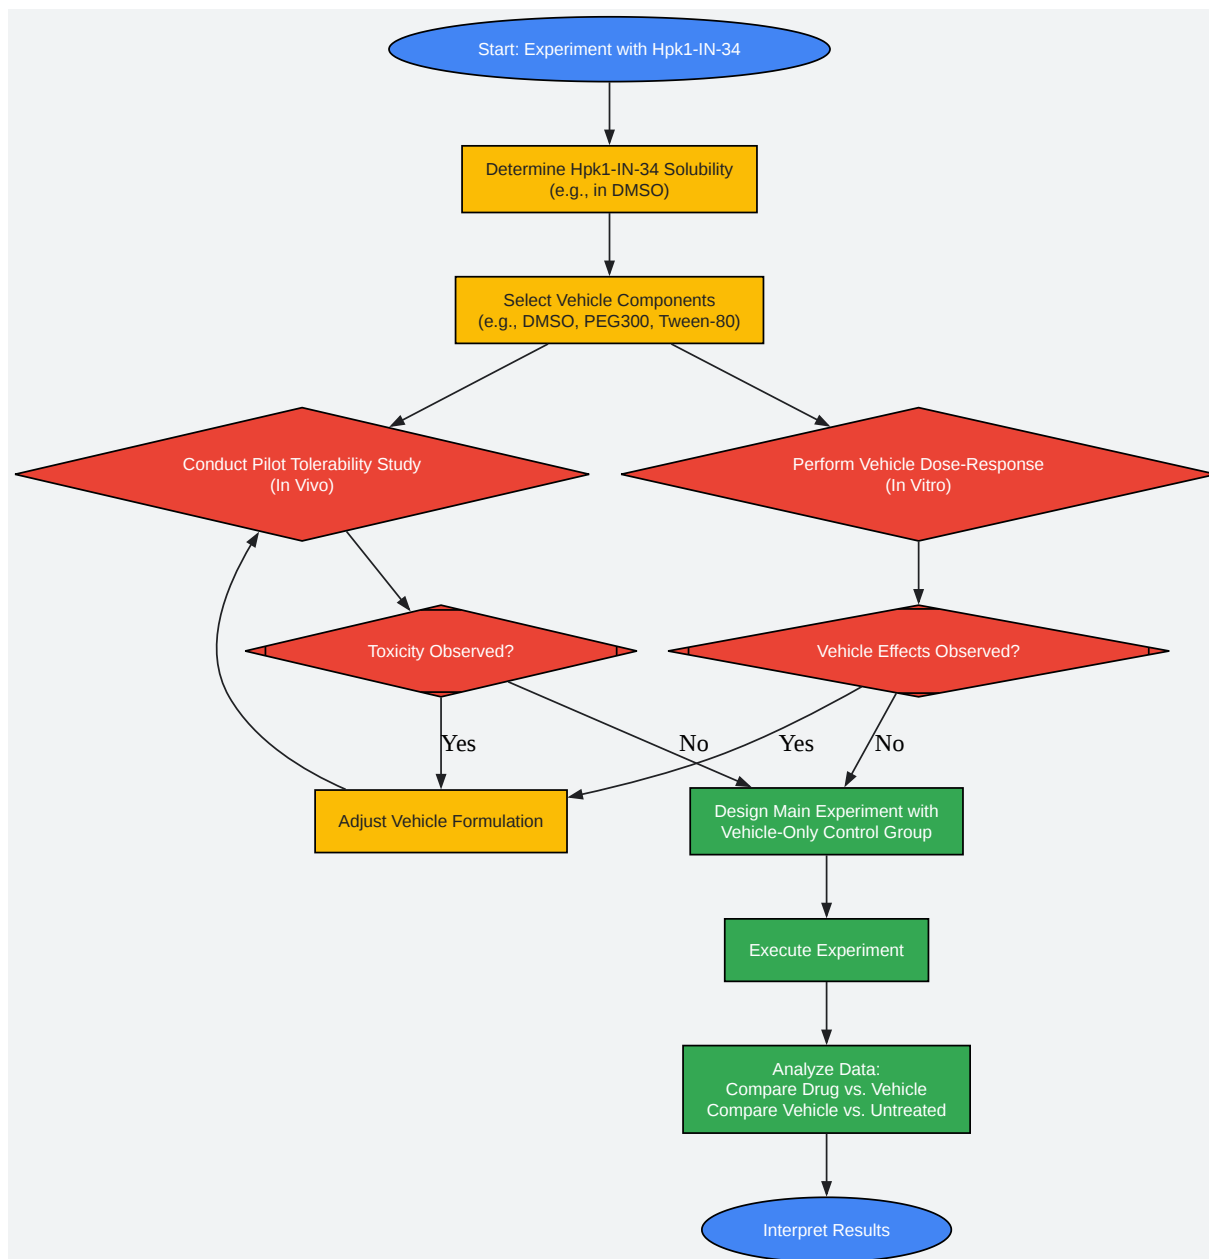 Start: Experiment with Hpk1-IN-34
Determine Hpk1-IN-34 Solubility
(e.g., in DMSO)
Select Vehicle Components
(e.g., DMSO, PEG300, Tween-80)
Conduct Pilot Tolerability Study
(In Vivo)
Perform Vehicle Dose-Response
(In Vitro)
Toxicity Observed?
Vehicle Effects Observed?
Yes
No
Yes
No
Adjust Vehicle Formulation
Design Main Experiment with
Vehicle-Only Control Group
Execute Experiment
Analyze Data:
Compare Drug vs. Vehicle
Compare Vehicle vs. Untreated
Interpret Results